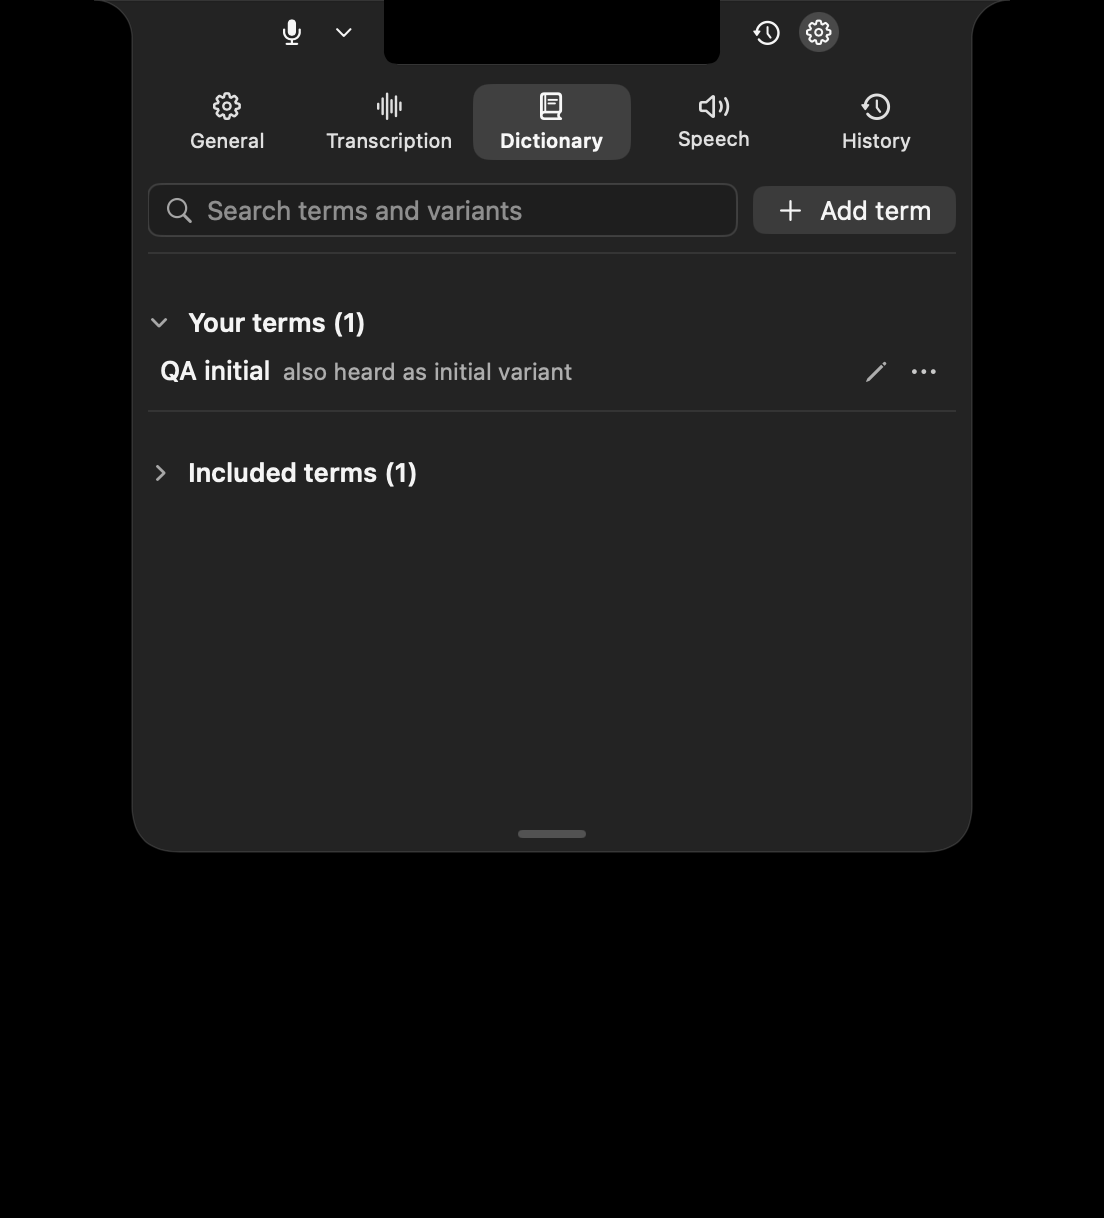 General
Transcription
Dictionary
Speech
History
Search terms and variants
Add term
Your terms (1)
QA initial also heard as initial variant
Included terms (1)